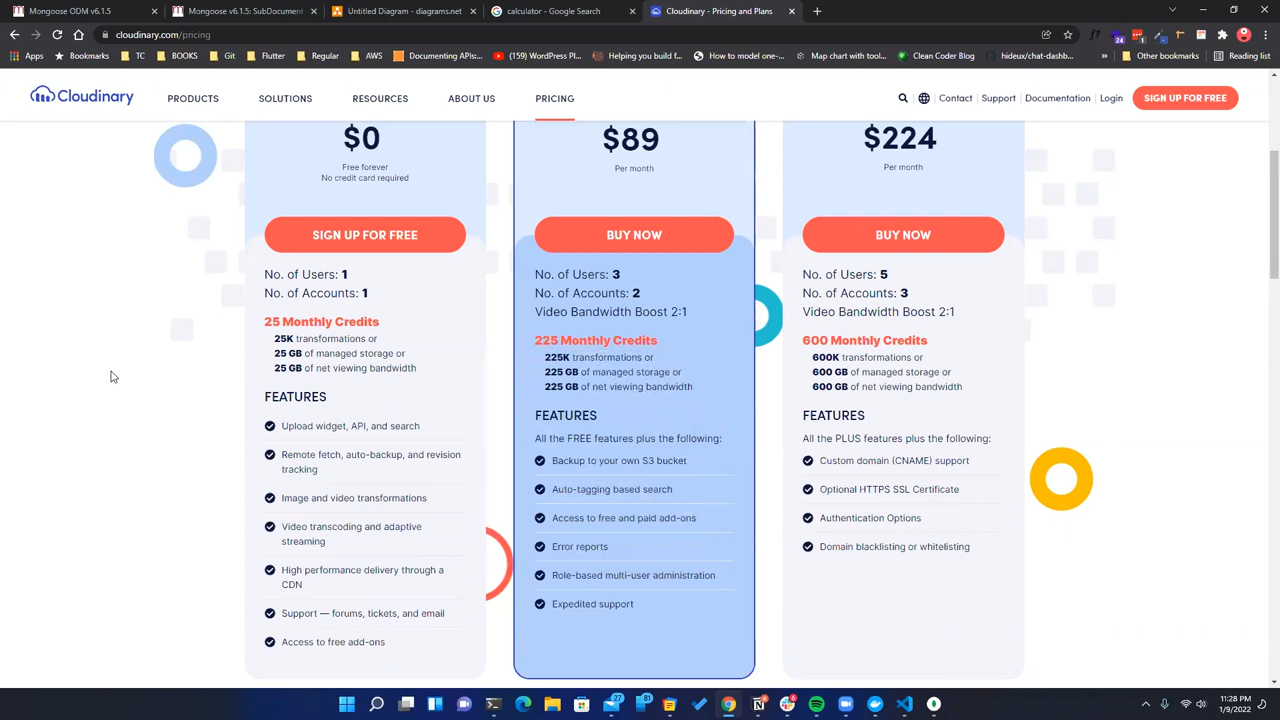 Mongoose ODM v6.1.5
Mongoose v6.1.5: SubDocument
Untitled Diagram - diagrams.net
calculator - Google Search
Cloudinary - Pricing and Plans
cloudinary.com/pricing
Apps
Bookmarks
TC
BOOKS
Git
Flutter
Regular
AWS
Documenting APIs:...
(159) WordPress Pl...
Helping you build f...
How to model one-...
Map chart with tool...
Clean Coder Blog
hideux/chat-dashb...
Other bookmarks
Reading list
Cloudinary
PRODUCTS
SOLUTIONS
RESOURCES
ABOUT US
PRICING
Contact
Support
Documentation
Login
SIGN UP FOR FREE
$0
Free forever
No credit card required
SIGN UP FOR FREE
No. of Users: 1
No. of Accounts: 1
25 Monthly Credits
25K transformations or
25 GB of managed storage or
25 GB of net viewing bandwidth
FEATURES
Upload widget, API, and search
Remote fetch, auto-backup, and revision
tracking
Image and video transformations
Video transcoding and adaptive
streaming
High performance delivery through a
CDN
Support — forums, tickets, and email
Access to free add-ons
$89
Per month
BUY NOW
No. of Users: 3
No. of Accounts: 2
Video Bandwidth Boost 2:1
225 Monthly Credits
225K transformations or
225 GB of managed storage or
225 GB of net viewing bandwidth
FEATURES
All the FREE features plus the following:
Backup to your own S3 bucket
Auto-tagging based search
Access to free and paid add-ons
Error reports
Role-based multi-user administration
Expedited support
$224
Per month
BUY NOW
No. of Users: 5
No. of Accounts: 3
Video Bandwidth Boost 2:1
600 Monthly Credits
600K transformations or
600 GB of managed storage or
600 GB of net viewing bandwidth
FEATURES
All the PLUS features plus the following:
Custom domain (CNAME) support
Optional HTTPS SSL Certificate
Authentication Options
Domain blacklisting or whitelisting
11:28 PM
1/9/2022